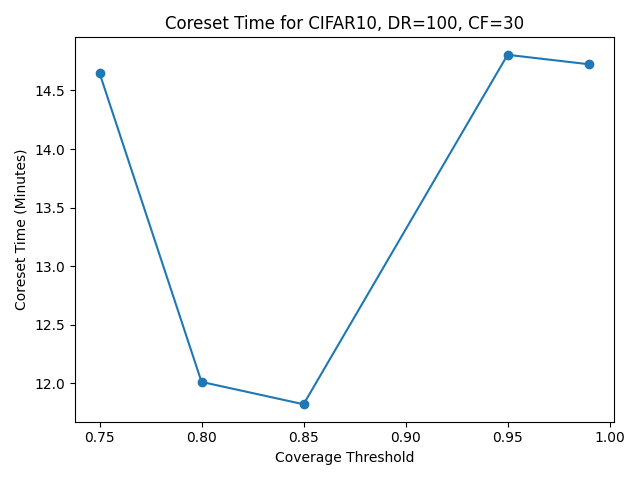 Coreset Time for CIFAR10, DR=100, CF=30
Coreset Time (Minutes)
14.5
14.0
13.5
13.0
12.5
12.0
0.75 0.80 0.85 0.90 0.95 1.00
Coverage Threshold